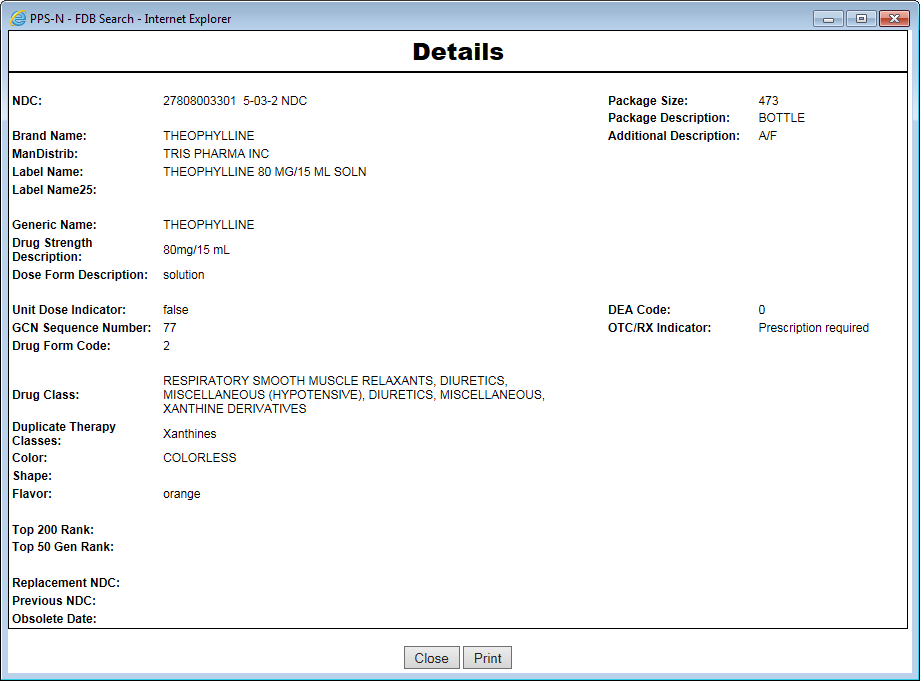 PPS-N - FDB Search - Internet Explorer
Details
NDC: 27808003301  5-03-2 NDC Package Size: 473
Package Description: BOTTLE
Brand Name: THEOPHYLLINE Additional Description: A/F
ManDistrib: TRIS PHARMA INC
Label Name: THEOPHYLLINE 80 MG/15 ML SOLN
Label Name25:
Generic Name: THEOPHYLLINE
Drug Strength
Description: 80mg/15 mL
Dose Form Description: solution
Unit Dose Indicator: false DEA Code: 0
GCN Sequence Number: 77 OTC/RX Indicator: Prescription required
Drug Form Code: 2
Drug Class: RESPIRATORY SMOOTH MUSCLE RELAXANTS, DIURETICS,
MISCELLANEOUS (HYPOTENSIVE), DIURETICS, MISCELLANEOUS,
XANTHINE DERIVATIVES
Duplicate Therapy
Classes: Xanthines
Color: COLORLESS
Shape:
Flavor: orange
Top 200 Rank:
Top 50 Gen Rank:
Replacement NDC:
Previous NDC:
Obsolete Date:
Close Print